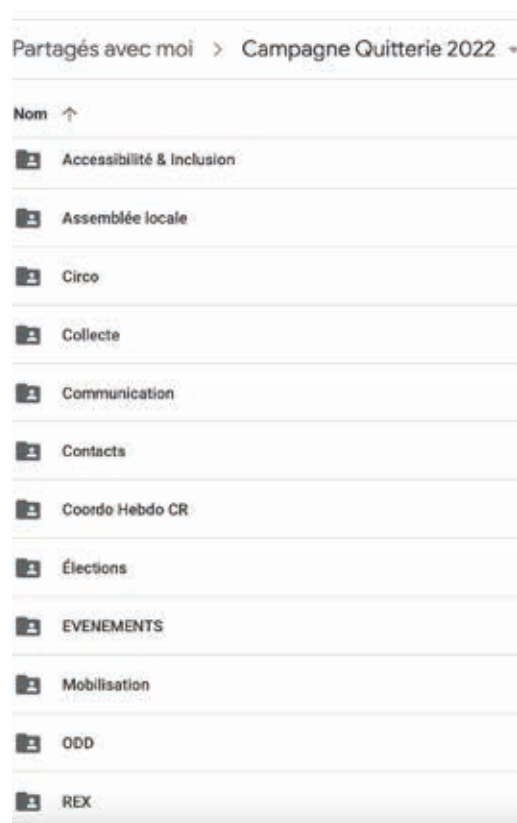 Partagés avec moi > Campagne Quitterie 2022
Nom ↑
Accessibilité & Inclusion
Assemblée locale
Circo
Collecte
Communication
Contacts
Coordo Hebdo CR
Élections
EVENEMENTS
Mobilisation
ODD
REX